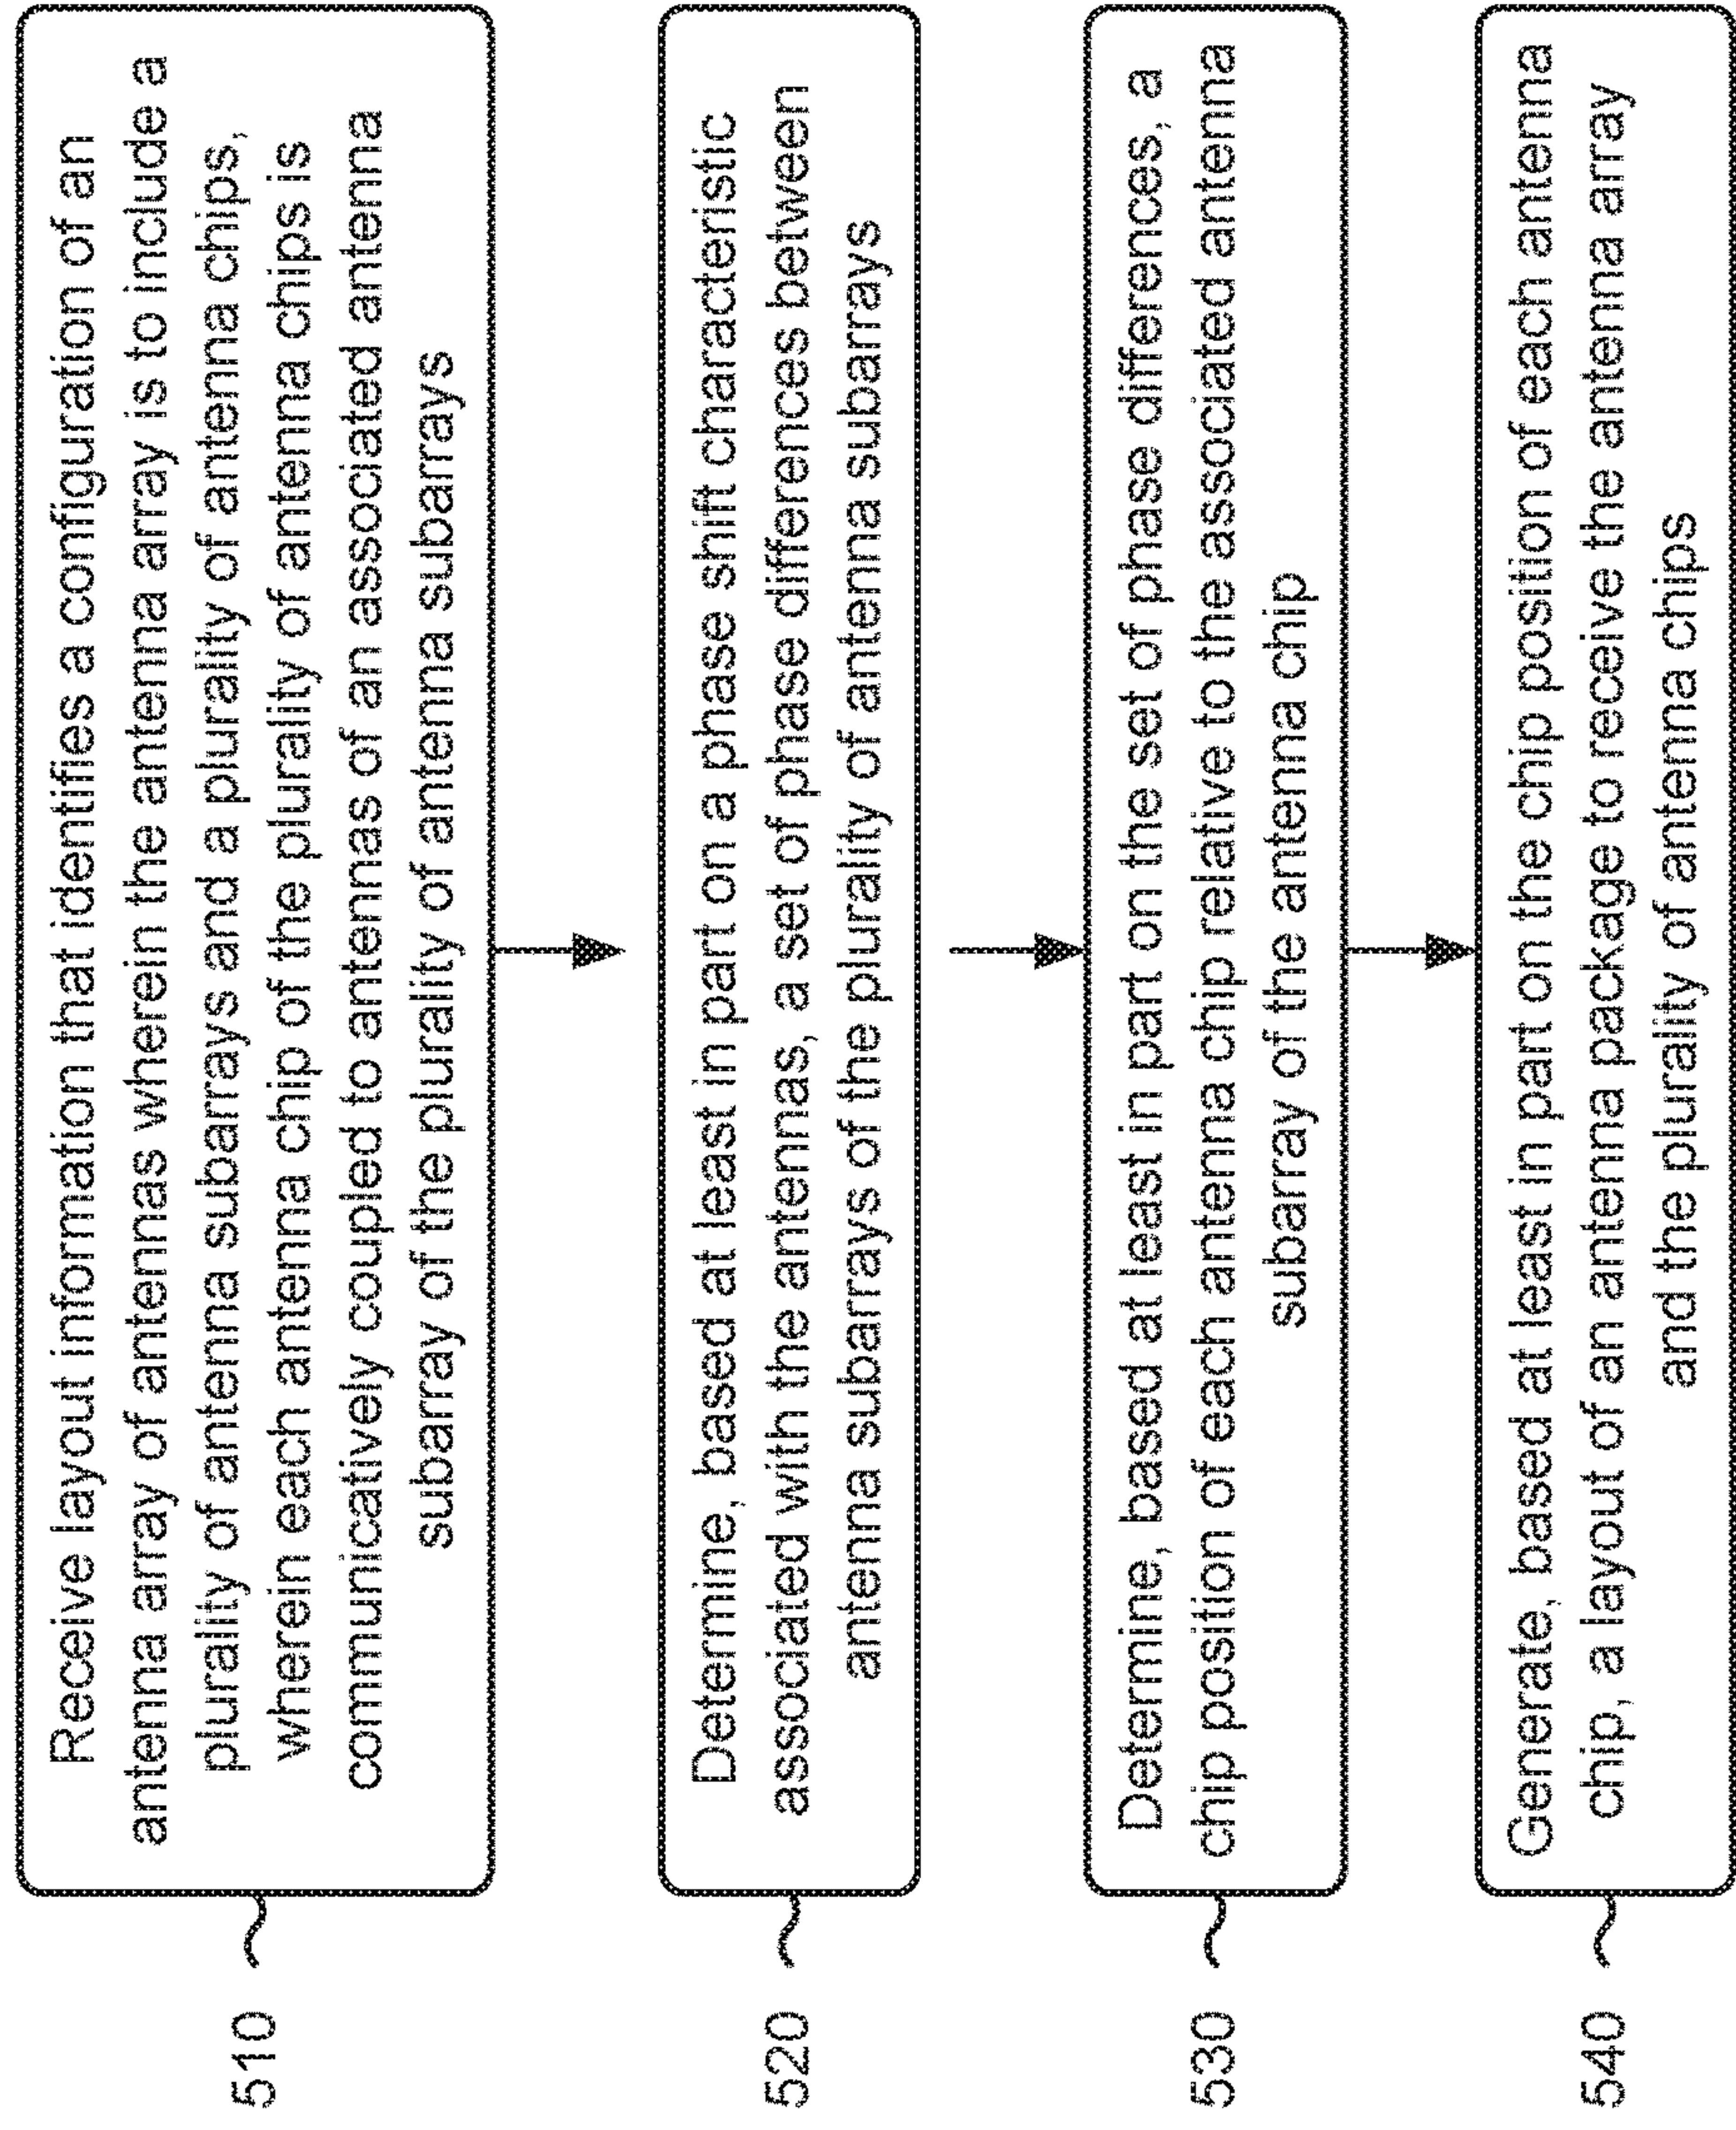 510
Receive layout information that identifies a configuration of an
antenna array of antennas wherein the antenna array is to include a
plurality of antenna subarrays and a plurality of antenna chips,
wherein each antenna chip of the plurality of antenna chips is
communicatively coupled to antennas of an associated antenna
subarray of the plurality of antenna subarrays
520
Determine, based at least in part on a phase shift characteristic
associated with the antennas, a set of phase differences between
antenna subarrays of the plurality of antenna subarrays
530
Determine, based at least in part on the set of phase differences, a
chip position of each antenna chip relative to the associated antenna
subarray of the antenna chip
540
Generate, based at least in part on the chip position of each antenna
chip, a layout of an antenna package to receive the antenna array
and the plurality of antenna chips